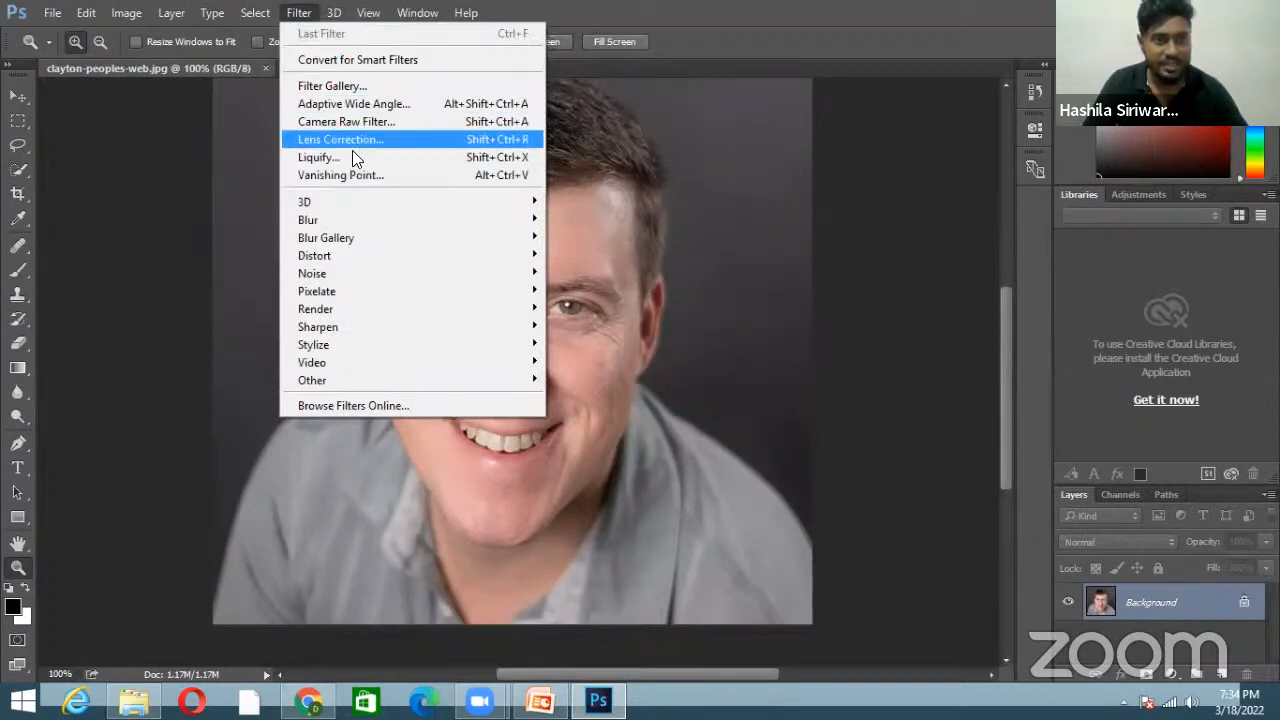 Ps File Edit Image Layer Type Select Filter 3D View Window Help
Resize Windows to Fit
Fill Screen
clayton-peoples-web.jpg @ 100% (RGB/8) ×
Last Filter Ctrl+F
Convert for Smart Filters
Filter Gallery...
Adaptive Wide Angle... Alt+Shift+Ctrl+A
Camera Raw Filter... Shift+Ctrl+A
Lens Correction... Shift+Ctrl+R
Liquify... Shift+Ctrl+X
Vanishing Point... Alt+Ctrl+V
3D
Blur
Blur Gallery
Distort
Noise
Pixelate
Render
Sharpen
Stylize
Video
Other
Browse Filters Online...
Hashila Siriwar...
Libraries Adjustments Styles
To use Creative Cloud Libraries,
please install the Creative Cloud
Application
Get it now!
Layers Channels Paths
Kind
Normal Opacity: 100%
Lock: Fill: 100%
Background
zoom
100% Doc: 1.17M/1.17M
Ps
7:34 PM
3/18/2022